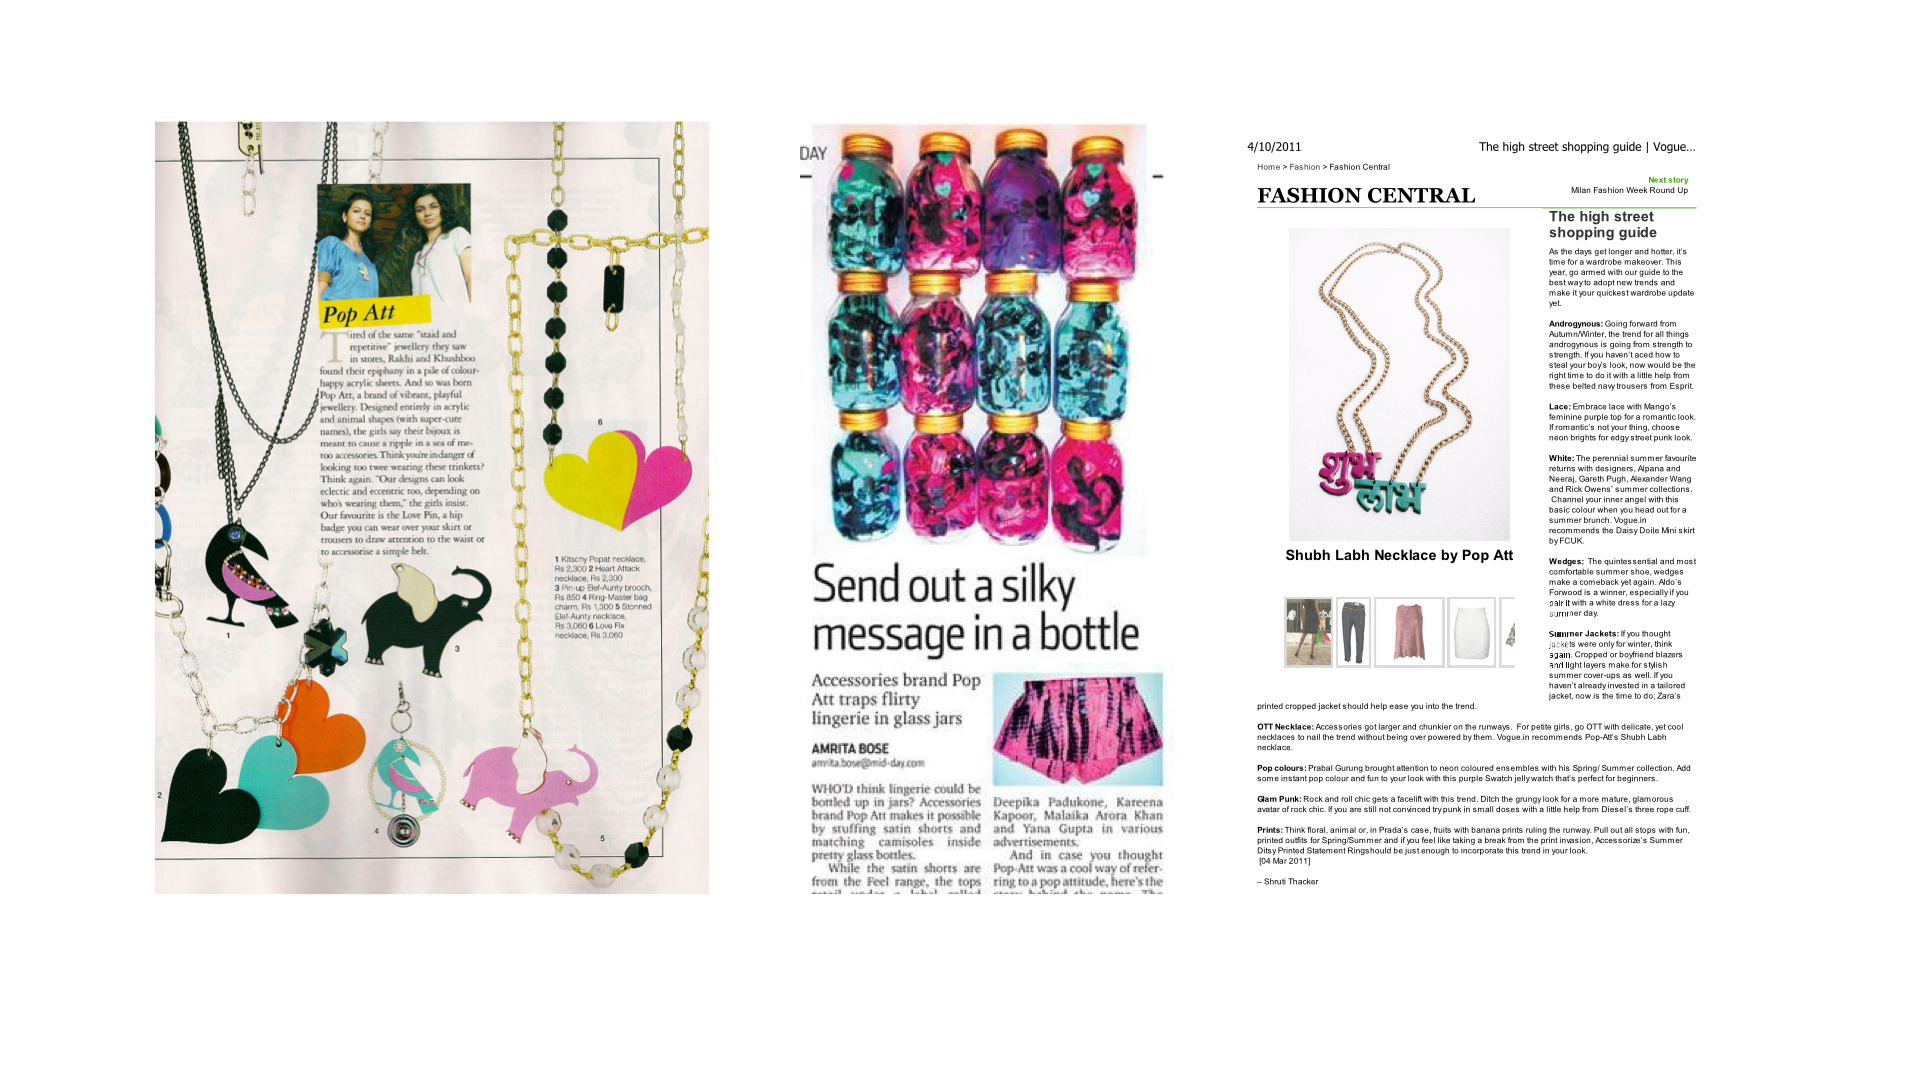 Pop Att
Tired of the same "staid and
repetitive" jewellery they saw
in stores, Rakhi and Khushboo
found their epiphany in a pile of colour-
happy acrylic sheets. And so was born
Pop Att, a brand of vibrant, playful
jewellery. Designed entirely in acrylic
and animal shapes (with super-cute
names), the girls say their bijoux is
meant to cause a ripple in a sea of me-
too accessories. Think you're in danger of
looking too twee wearing these trinkets?
Think again. "Our designs can look
eclectic and eccentric too, depending on
who's wearing them," the girls insist.
Our favourite is the Love Pin, a hip
badge you can wear over your skirt or
trousers to draw attention to the waist or
to accessorise a simple belt.
6
1
3
2
4
5
1 Kitschy Popat necklace,
Rs 2,300 2 Heart Attack
necklace, Rs 2,300
3 Pin-up Elef-Aunty brooch,
Rs 850 4 Ring-Master bag
charm, Rs 1,300 5 Stonned
Elef-Aunty necklace,
Rs 3,060 6 Love Fix
necklace, Rs 3,060
DAY
Send out a silky
message in a bottle
Accessories brand Pop
Att traps flirty
lingerie in glass jars
AMRITA BOSE
amrita.bose@mid-day.com
WHO'D think lingerie could be
bottled up in jars? Accessories
brand Pop Att makes it possible
by stuffing satin shorts and
matching camisoles inside
pretty glass bottles.
While the satin shorts are
from the Feel range, the tops
retail under a label called
Deepika Padukone, Kareena
Kapoor, Malaika Arora Khan
and Yana Gupta in various
advertisements.
And in case you thought
Pop-Att was a cool way of refer-
ring to a pop attitude, here's the
story behind the name. The
4/10/2011
The high street shopping guide | Vogue...
Home > Fashion > Fashion Central
Next story
Milan Fashion Week Round Up
FASHION CENTRAL
शुभ
लाभ
Shubh Labh Necklace by Pop Att
The high street
shopping guide
As the days get longer and hotter, it's
time for a wardrobe makeover. This
year, go armed with our guide to the
best way to adopt new trends and
make it your quickest wardrobe update
yet.
Androgynous: Going forward from
Autumn/Winter, the trend for all things
androgynous is going from strength to
strength. If you haven't aced how to
steal your boy's look, now would be the
right time to do it with a little help from
these belted navy trousers from Esprit.
Lace: Embrace lace with Mango's
feminine purple top for a romantic look.
If romantic's not your thing, choose
neon brights for edgy street punk look.
White: The perennial summer favourite
returns with designers, Alpana and
Neeraj, Gareth Pugh, Alexander Wang
and Rick Owens' summer collections.
Channel your inner angel with this
basic colour when you head out for a
summer brunch. Vogue.in
recommends the Daisy Doile Mini skirt
by FCUK.
Wedges: The quintessential and most
comfortable summer shoe, wedges
make a comeback yet again. Aldo's
Forwood is a winner, especially if you
pair it with a white dress for a lazy
summer day.
Summer Jackets: If you thought
jackets were only for winter, think
again. Cropped or boyfriend blazers
and light layers make for stylish
summer cover-ups as well. If you
haven't already invested in a tailored
jacket, now is the time to do; Zara's
printed cropped jacket should help ease you into the trend.
OTT Necklace: Accessories got larger and chunkier on the runways. For petite girls, go OTT with delicate, yet cool
necklaces to nail the trend without being over powered by them. Vogue.in recommends Pop-Att's Shubh Labh
necklace.
Pop colours: Prabal Gurung brought attention to neon coloured ensembles with his Spring/ Summer collection. Add
some instant pop colour and fun to your look with this purple Swatch jelly watch that's perfect for beginners.
Glam Punk: Rock and roll chic gets a facelift with this trend. Ditch the grungy look for a more mature, glamorous
avatar of rock chic. If you are still not convinced try punk in small doses with a little help from Diesel's three rope cuff.
Prints: Think floral, animal or, in Prada's case, fruits with banana prints ruling the runway. Pull out all stops with fun,
printed outfits for Spring/Summer and if you feel like taking a break from the print invasion, Accessorize's Summer
Ditsy Printed Statement Ringshould be just enough to incorporate this trend in your look.
[04 Mar 2011]
– Shruti Thacker